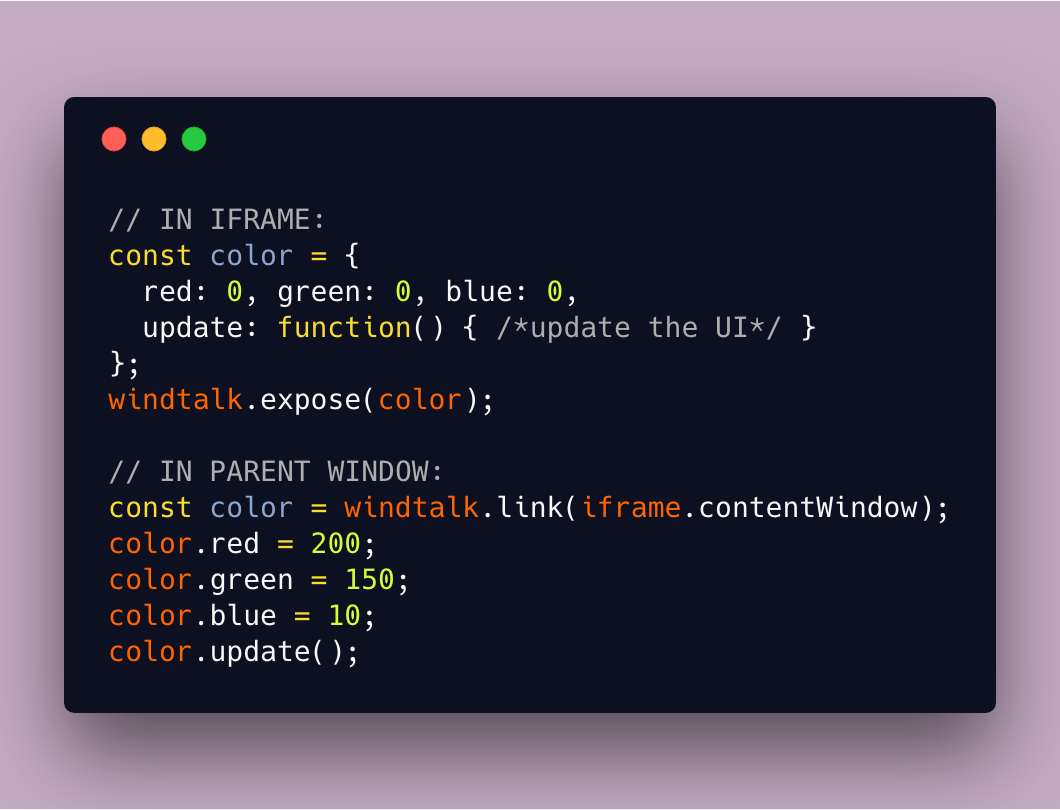 // IN IFRAME:
const color = {
  red: 0, green: 0, blue: 0,
  update: function() { /*update the UI*/ }
};
windtalk.expose(color);

// IN PARENT WINDOW:
const color = windtalk.link(iframe.contentWindow);
color.red = 200;
color.green = 150;
color.blue = 10;
color.update();